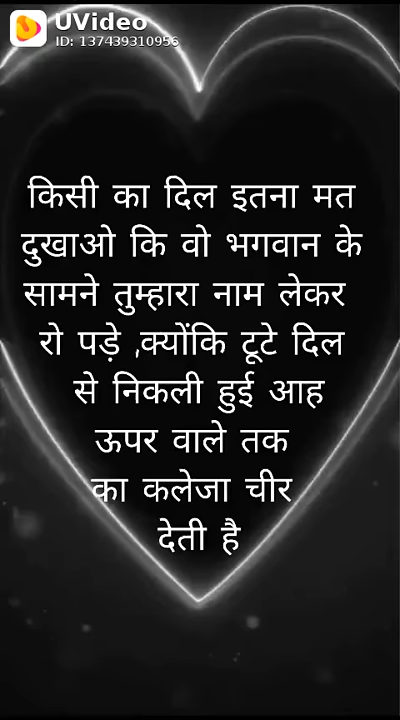 UVideo
ID: 137439310956
किसी का दिल इतना मत
दुखाओ कि वो भगवान के
सामने तुम्हारा नाम लेकर
रो पड़े ,क्योंकि टूटे दिल
से निकली हुई आह
ऊपर वाले तक
का कलेजा चीर
देती है